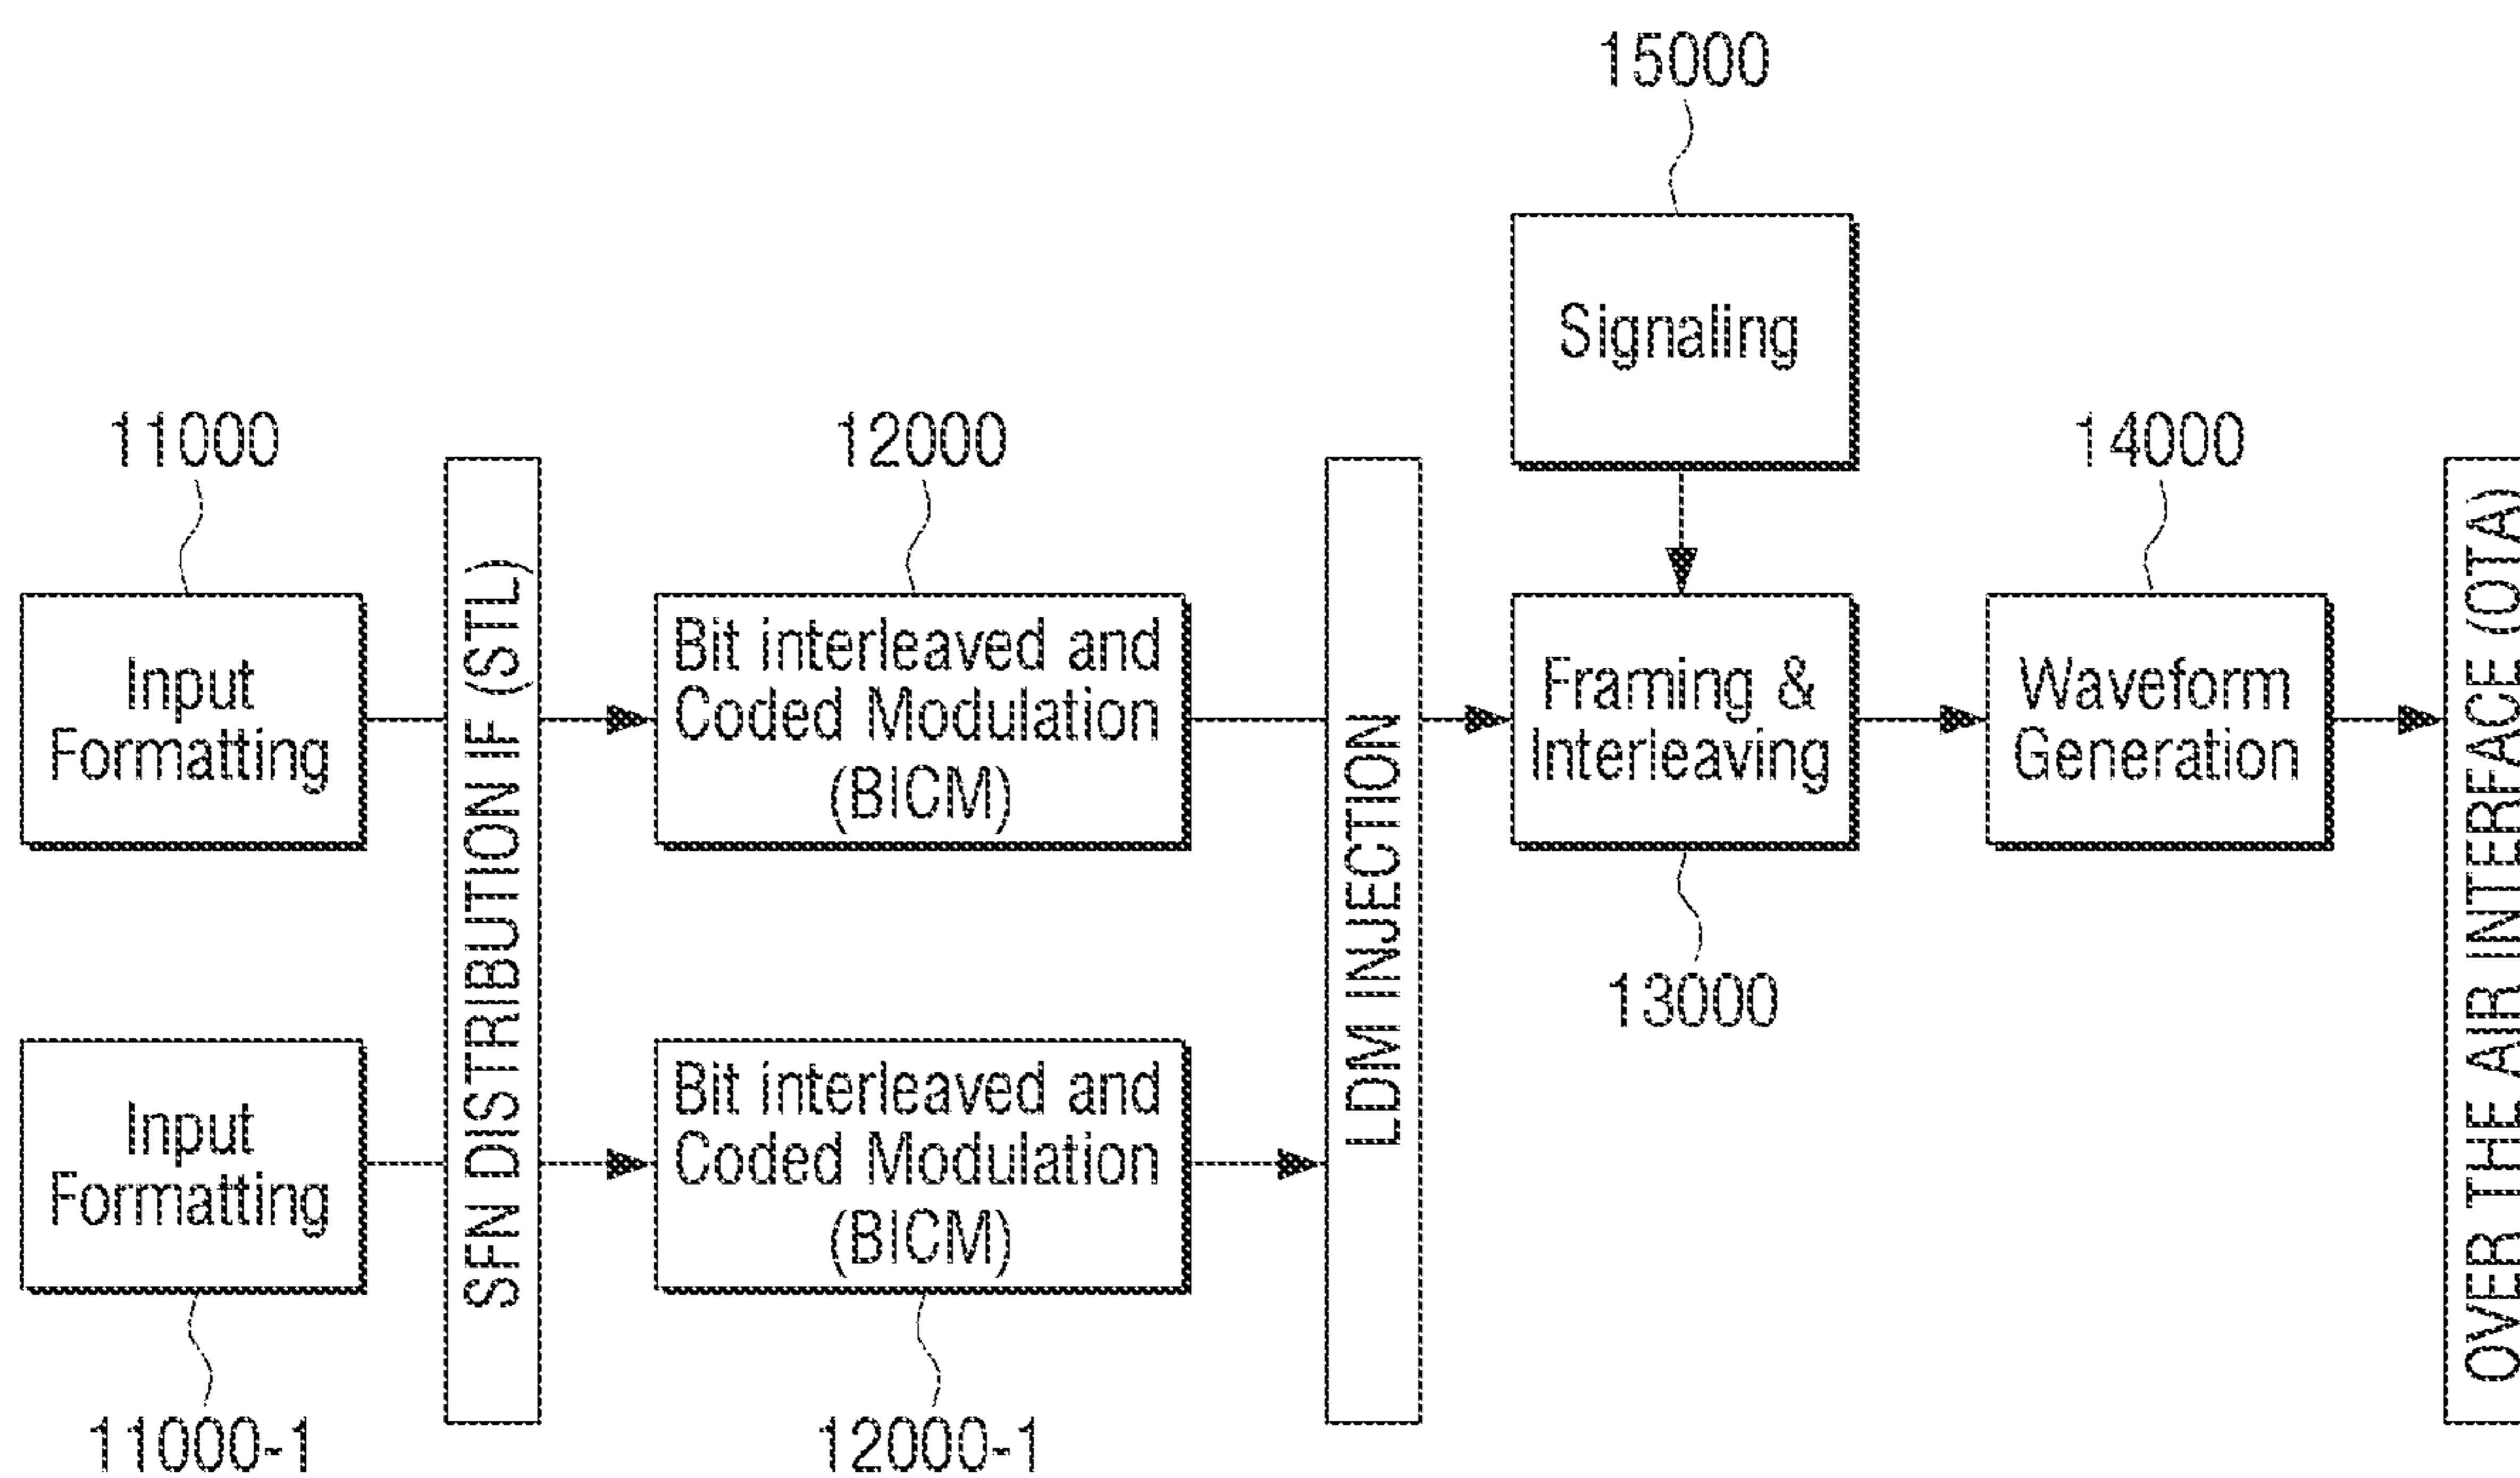 15000
Signaling
11000
12000
14000
Input
Formatting
SFN DISTRIBUTION IF (STL)
Bit interleaved and
Coded Modulation
(BICM)
LDM INJECTION
Framing &
Interleaving
Waveform
Generation
OVER THE AIR INTERFACE (OTA)
13000
Input
Formatting
Bit interleaved and
Coded Modulation
(BICM)
11000-1
12000-1